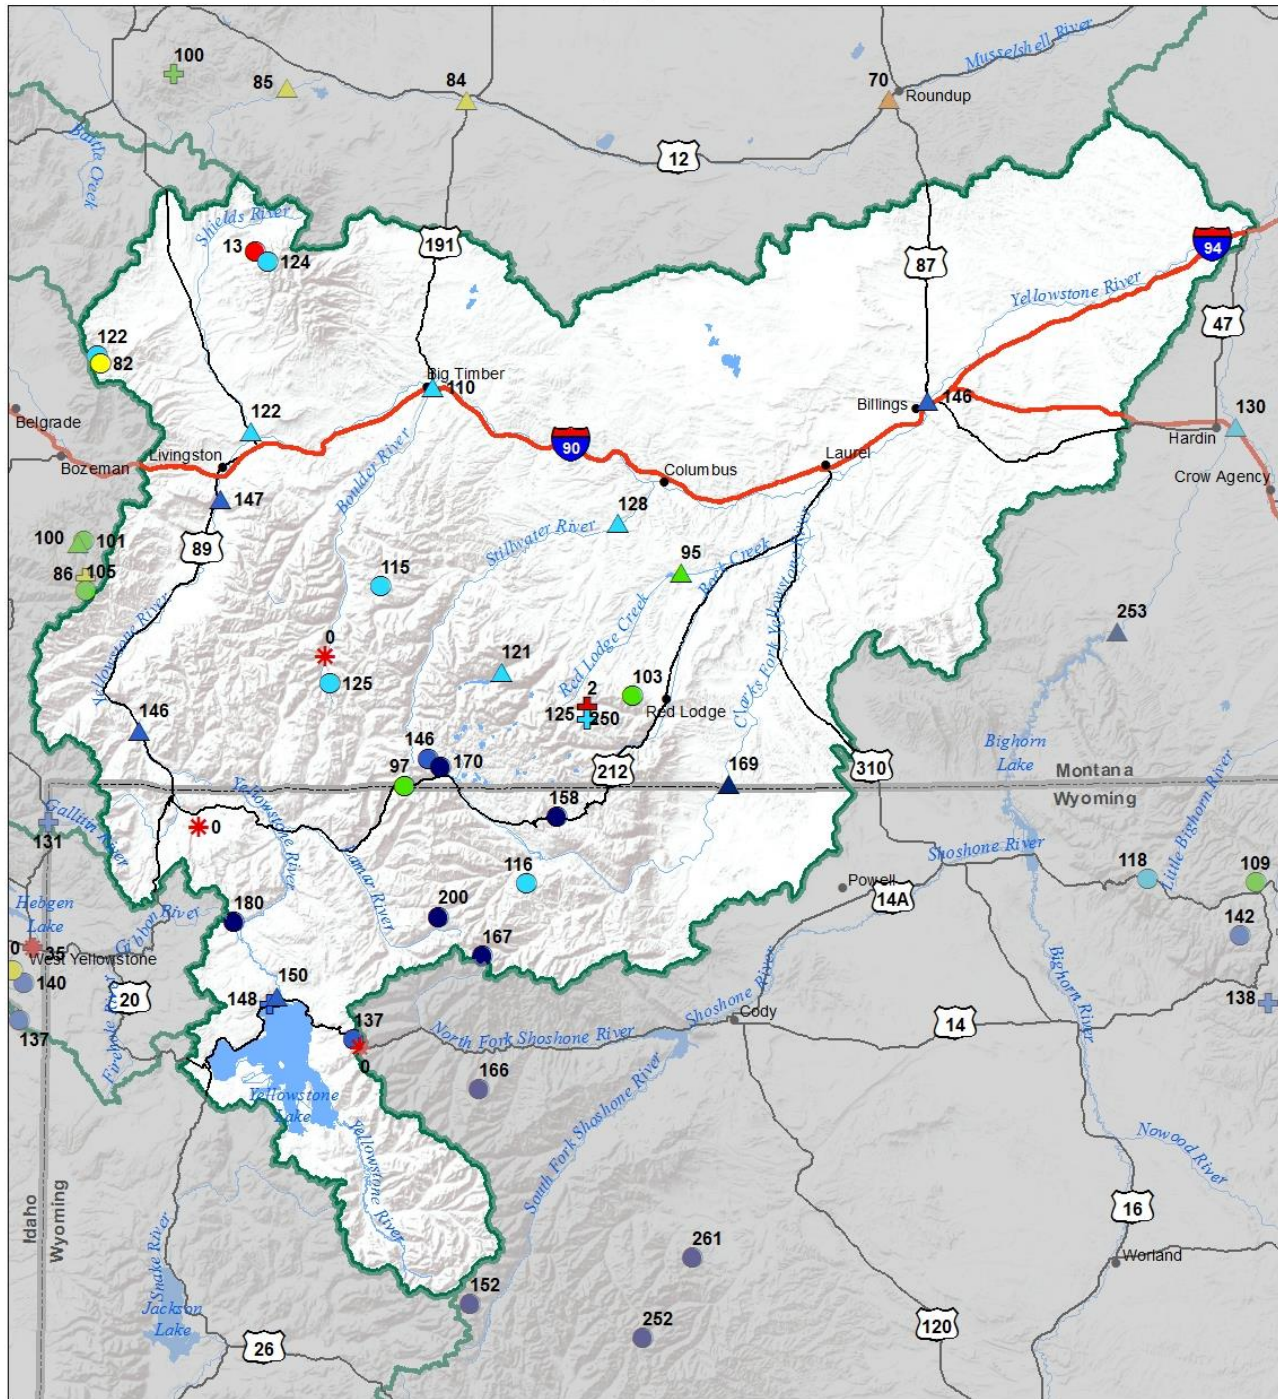 100
85
84
70
Roundup
Musselshell River
Battle Creek
12
Shields River
13
124
191
87
94
Yellowstone River
47
122
82
Big Timber
110
Billings
146
122
Belgrade
Bozeman
Livingston
90
Columbus
Laurel
Hardin
130
Crow Agency
147
Boulder River
128
Stillwater River
100
101
89
95
Rock Creek
86
105
115
Yellowstone River
Red Lodge Creek
Clarks Fork Yellowstone River
253
0
125
121
2
103
125
250
Red Lodge
146
146
170
97
212
169
310
Bighorn Lake
Little Bighorn River
Montana
Wyoming
Yellowstone River
158
Gallitin River
131
0
Lamar River
116
Shoshone River
118
109
Powell
14A
Hebgen Lake
Gibbon River
180
200
142
0
35
West Yellowstone
167
140
20
150
148
Bighorn River
138
137
Firehole River
137
North Fork Shoshone River
Shoshone River
Cody
14
0
166
Yellowstone Lake
South Fork Shoshone River
Yellowstone River
Nowood River
Idaho
Wyoming
16
Snake River
261
Worland
152
Jackson Lake
252
26
120